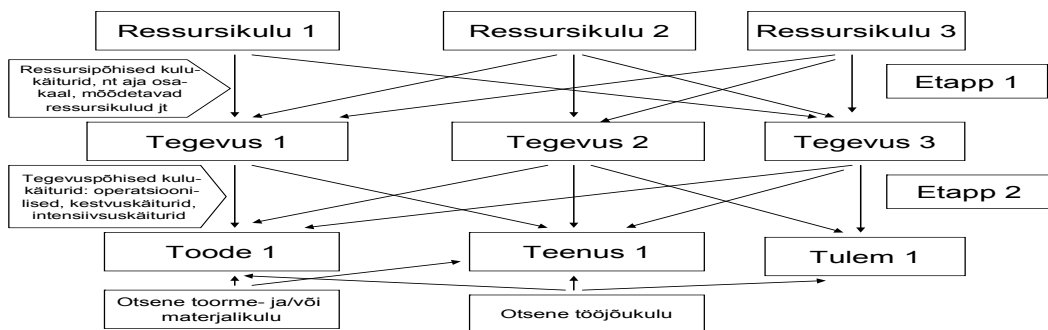 Ressursikulu 1
Ressursikulu 2
Ressursikulu 3
Ressursipõhised kulu-
käiturid, nt aja osa-
kaal, mõõdetavad
ressursikulud jt
Etapp 1
Tegevus 1
Tegevus 2
Tegevus 3
Tegevuspõhised kulu-
käiturid: operatsiooni-
lised, kestvuskäiturid,
intensiivsuskäiturid
Etapp 2
Toode 1
Teenus 1
Tulem 1
Otsene toorme- ja/või
materjalikulu
Otsene tööjõukulu